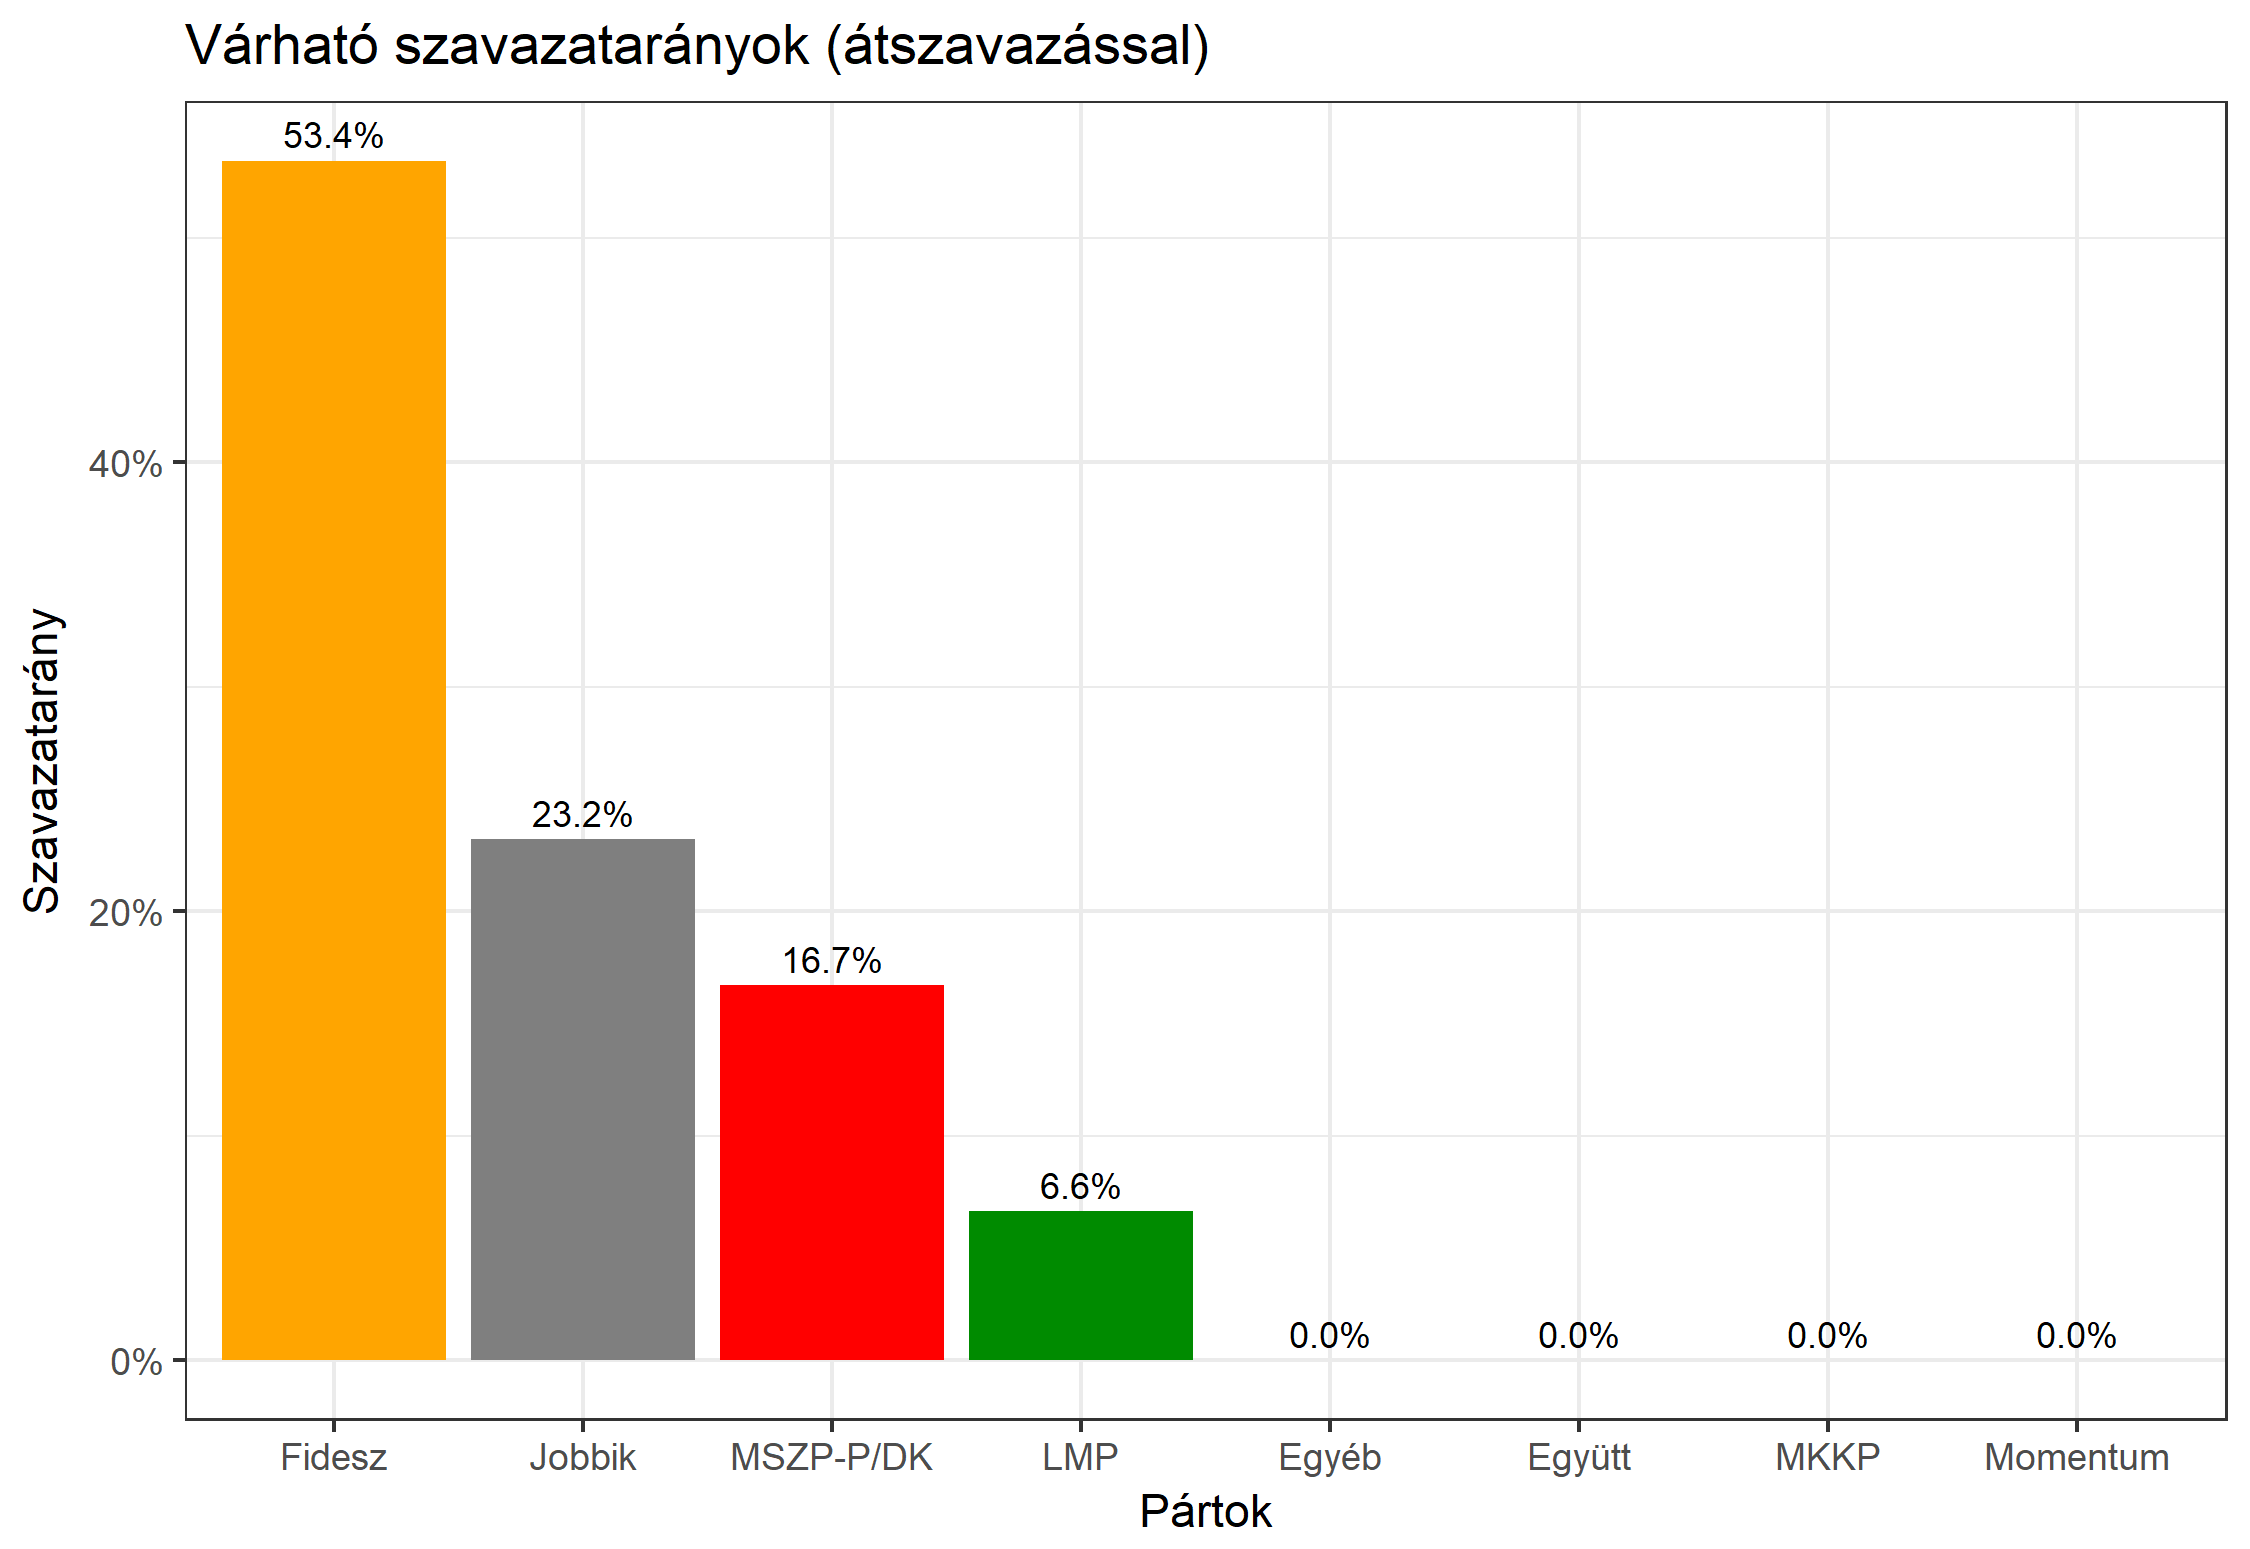 Várható szavazatarányok (átszavazással)
53.4%
23.2%
16.7%
6.6%
0.0% 0.0% 0.0% 0.0%
40%
20%
0%
Szavazatarány
Fidesz Jobbik MSZP-P/DK LMP Egyéb Együtt MKKP Momentum
Pártok